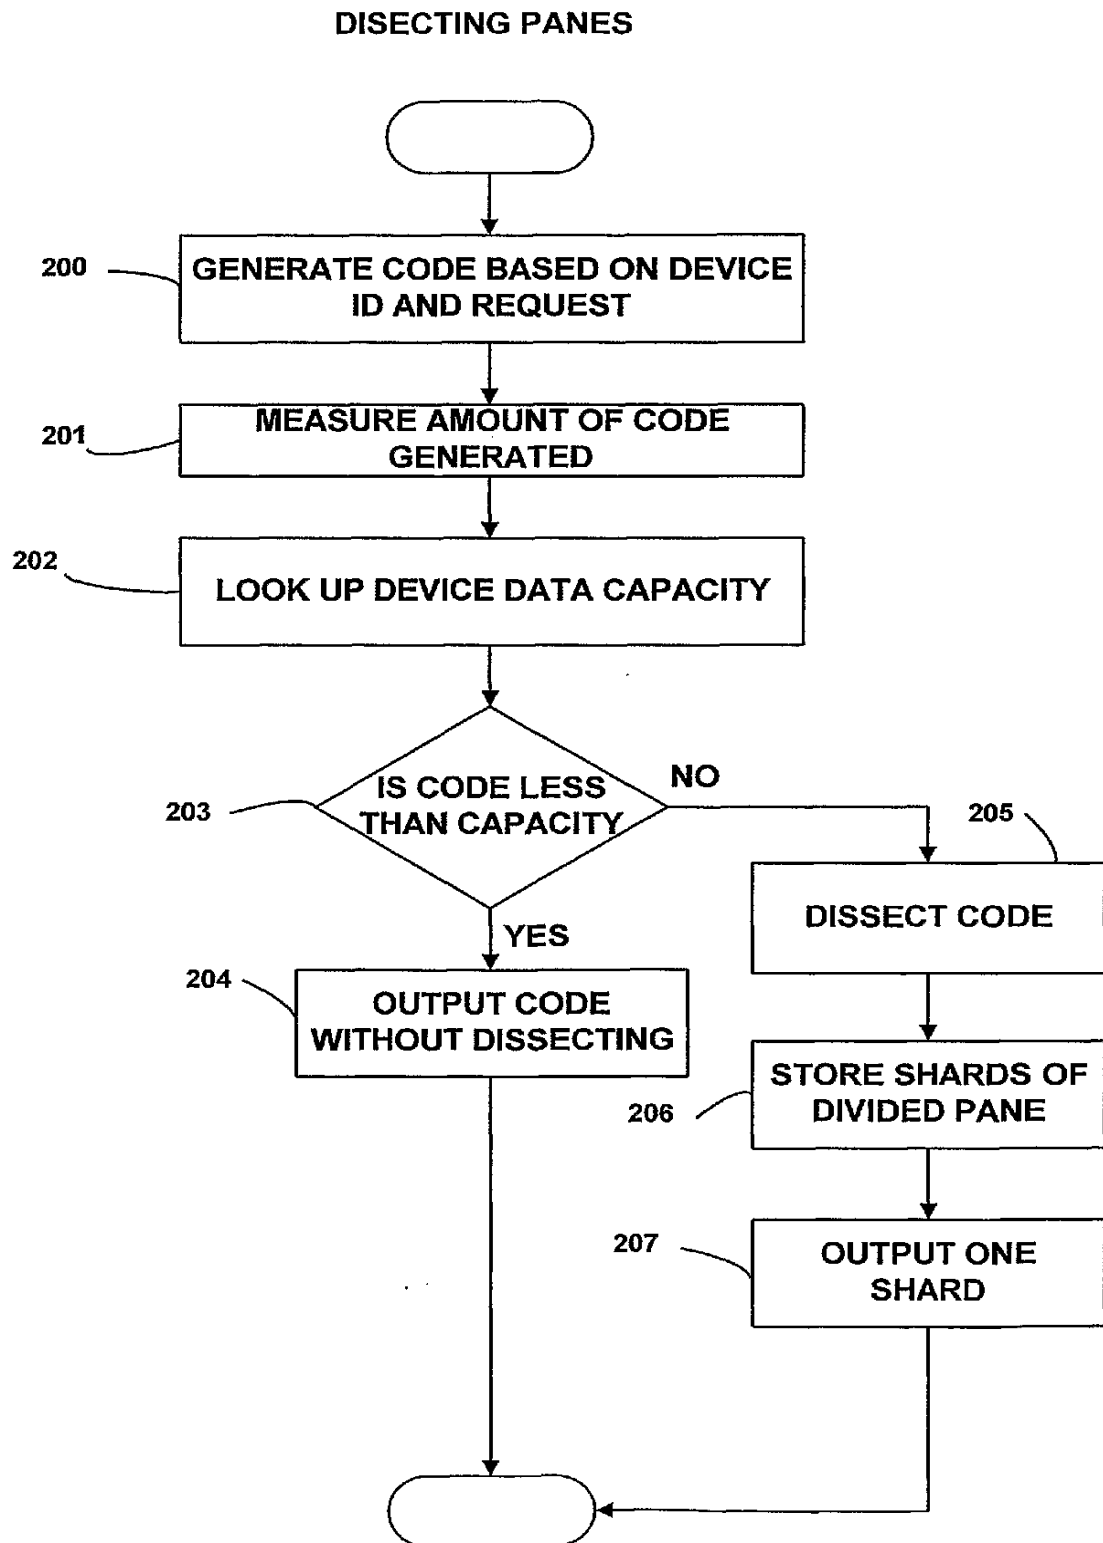 DISECTING PANES
200
GENERATE CODE BASED ON DEVICE
ID AND REQUEST
201
MEASURE AMOUNT OF CODE
GENERATED
202
LOOK UP DEVICE DATA CAPACITY
203
IS CODE LESS
THAN CAPACITY
NO
YES
204
OUTPUT CODE
WITHOUT DISSECTING
205
DISSECT CODE
206
STORE SHARDS OF
DIVIDED PANE
207
OUTPUT ONE
SHARD